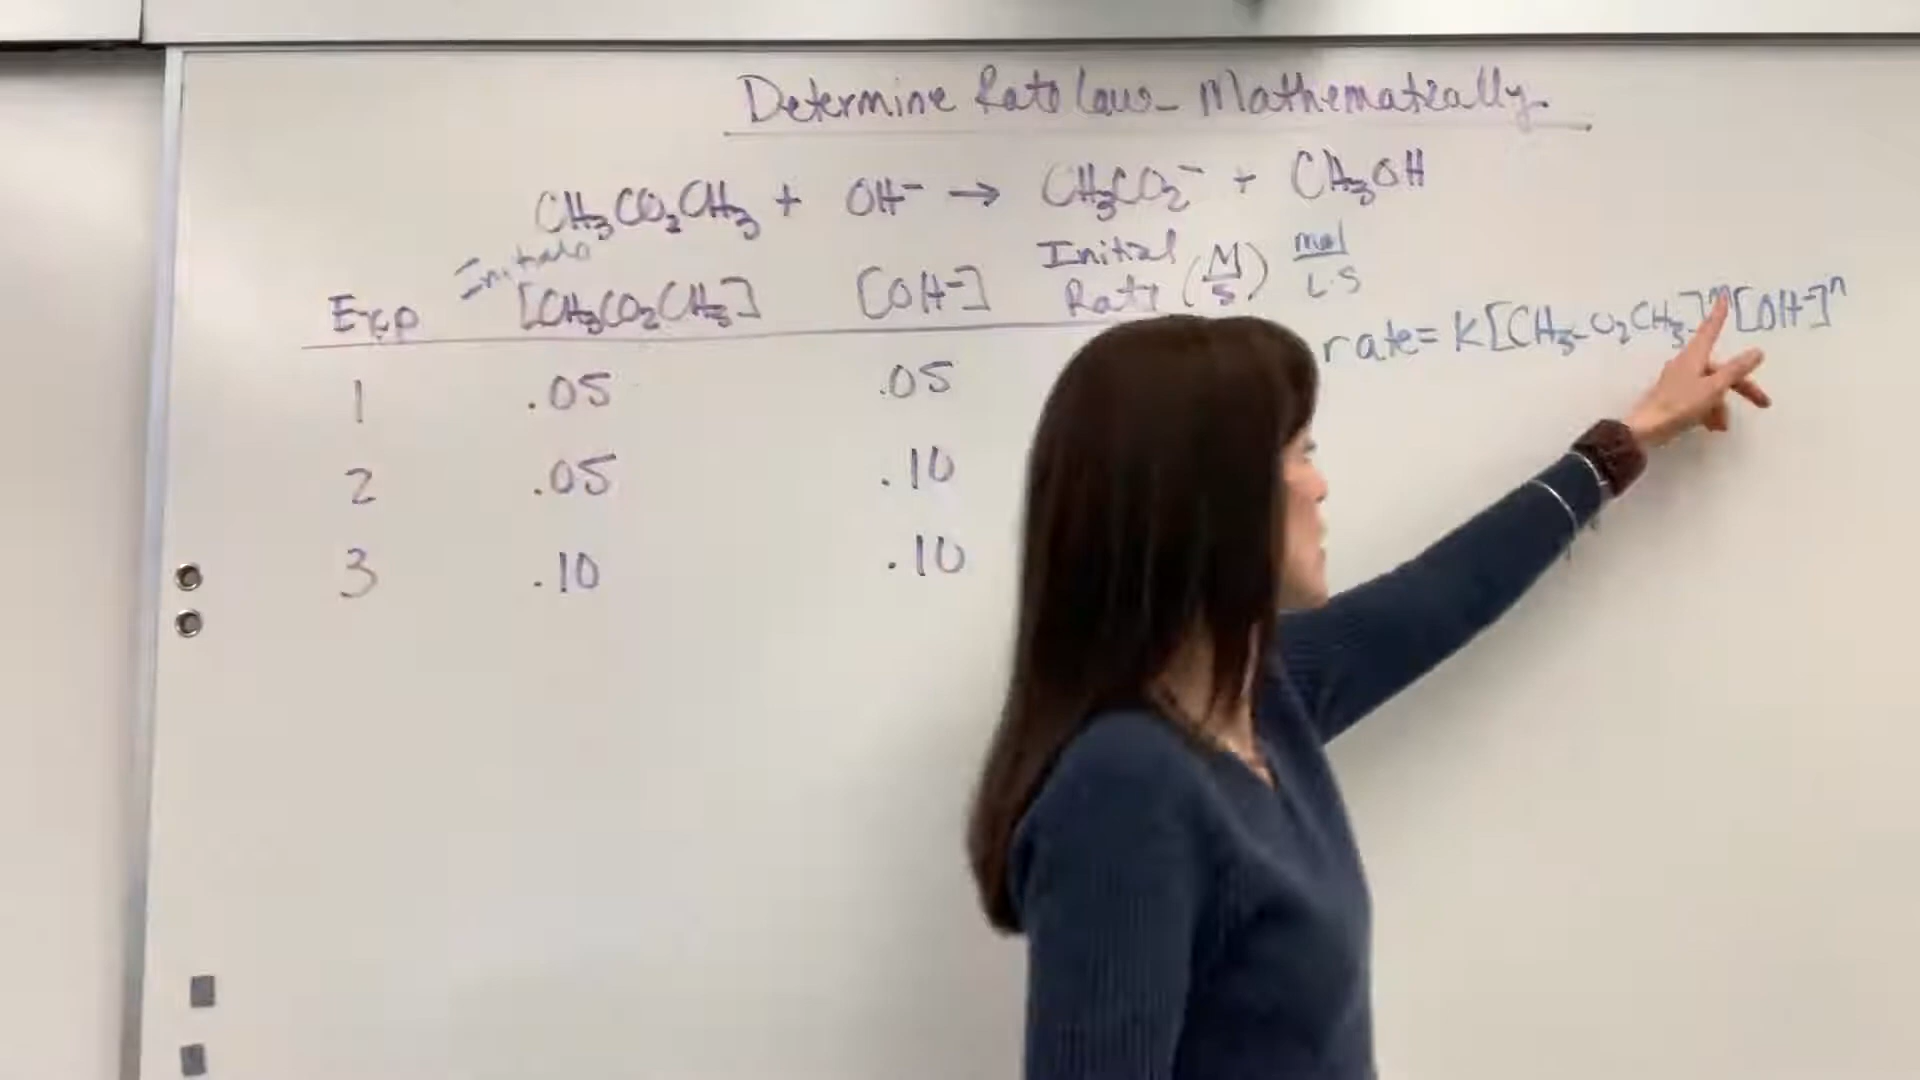 Determine Rate Law - Mathematically.
CH₃CO₂CH₃ + OH⁻ → CH₃CO₂⁻ + CH₃OH
Initial Rate (M/s) mol/L·S
Exp [CH₃CO₂CH₃] [OH⁻]
rate = K[CH₃CO₂CH₃]ᵐ[OH⁻]ⁿ
1 .05 .05
2 .05 .10
3 .10 .10